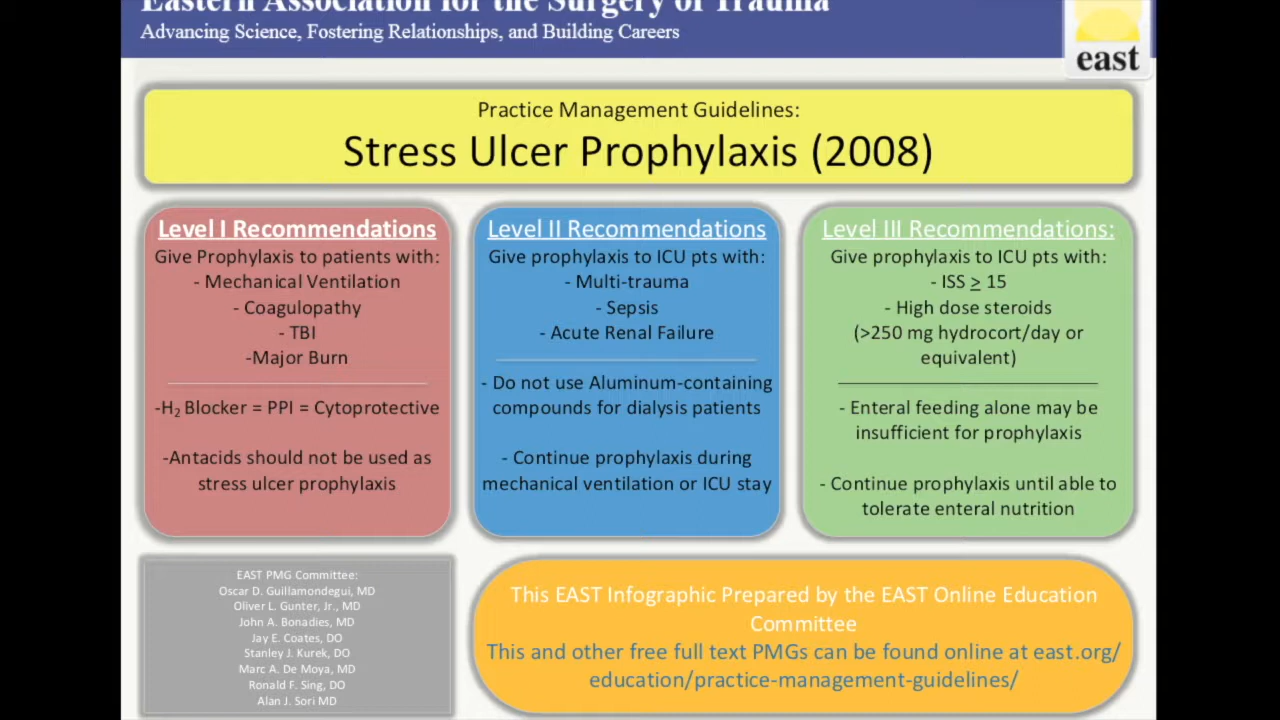 Eastern Association for the Surgery of Trauma
Advancing Science, Fostering Relationships, and Building Careers
east
Practice Management Guidelines:
Stress Ulcer Prophylaxis (2008)
Level I Recommendations
Give Prophylaxis to patients with:
- Mechanical Ventilation
- Coagulopathy
- TBI
-Major Burn
-H₂ Blocker = PPI = Cytoprotective
-Antacids should not be used as
stress ulcer prophylaxis
Level II Recommendations
Give prophylaxis to ICU pts with:
- Multi-trauma
- Sepsis
- Acute Renal Failure
- Do not use Aluminum-containing
compounds for dialysis patients
- Continue prophylaxis during
mechanical ventilation or ICU stay
Level III Recommendations:
Give prophylaxis to ICU pts with:
- ISS ≥ 15
- High dose steroids
(>250 mg hydrocort/day or
equivalent)
- Enteral feeding alone may be
insufficient for prophylaxis
- Continue prophylaxis until able to
tolerate enteral nutrition
EAST PMG Committee:
Oscar D. Guillamondegui, MD
Oliver L. Gunter, Jr., MD
John A. Bonadies, MD
Jay E. Coates, DO
Stanley J. Kurek, DO
Marc A. De Moya, MD
Ronald F. Sing, DO
Alan J. Sori MD
This EAST Infographic Prepared by the EAST Online Education
Committee
This and other free full text PMGs can be found online at east.org/
education/practice-management-guidelines/